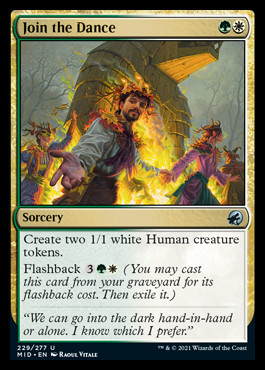 Join the Dance
Sorcery
Create two 1/1 white Human creature
tokens.
Flashback 3 (You may cast
this card from your graveyard for its
flashback cost. Then exile it.)
“We can go into the dark hand-in-hand
or alone. I know which I prefer.”
229/277 U
MID • EN RAOUL VITALE
™ & © 2021 Wizards of the Coast